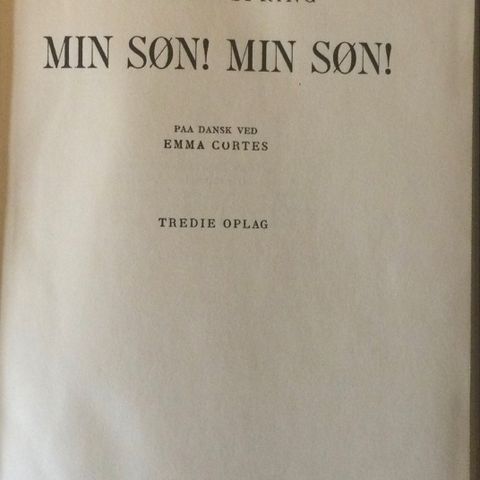 MIN SØN! MIN SØN!
PAA DANSK VED
EMMA CORTES
TREDIE OPLAG